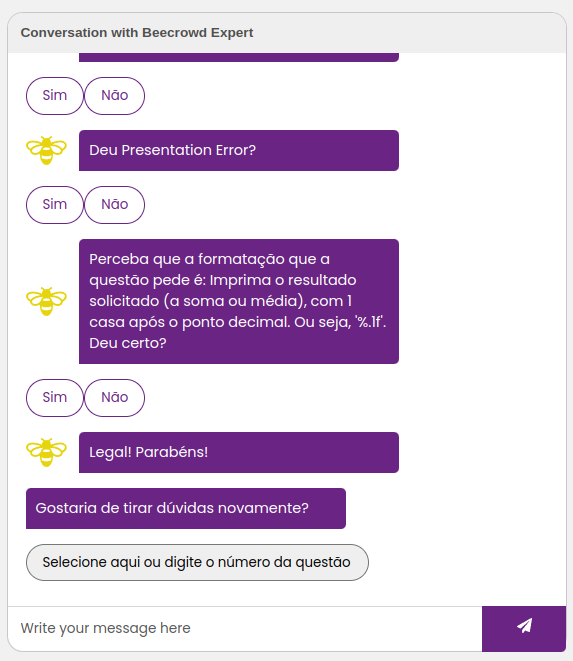 Conversation with Beecrowd Expert
Sim Não
Deu Presentation Error?
Sim Não
Perceba que a formatação que a
questão pede é: Imprima o resultado
solicitado (a soma ou média), com 1
casa após o ponto decimal. Ou seja, '%.1f'.
Deu certo?
Sim Não
Legal! Parabéns!
Gostaria de tirar dúvidas novamente?
Selecione aqui ou digite o número da questão
Write your message here